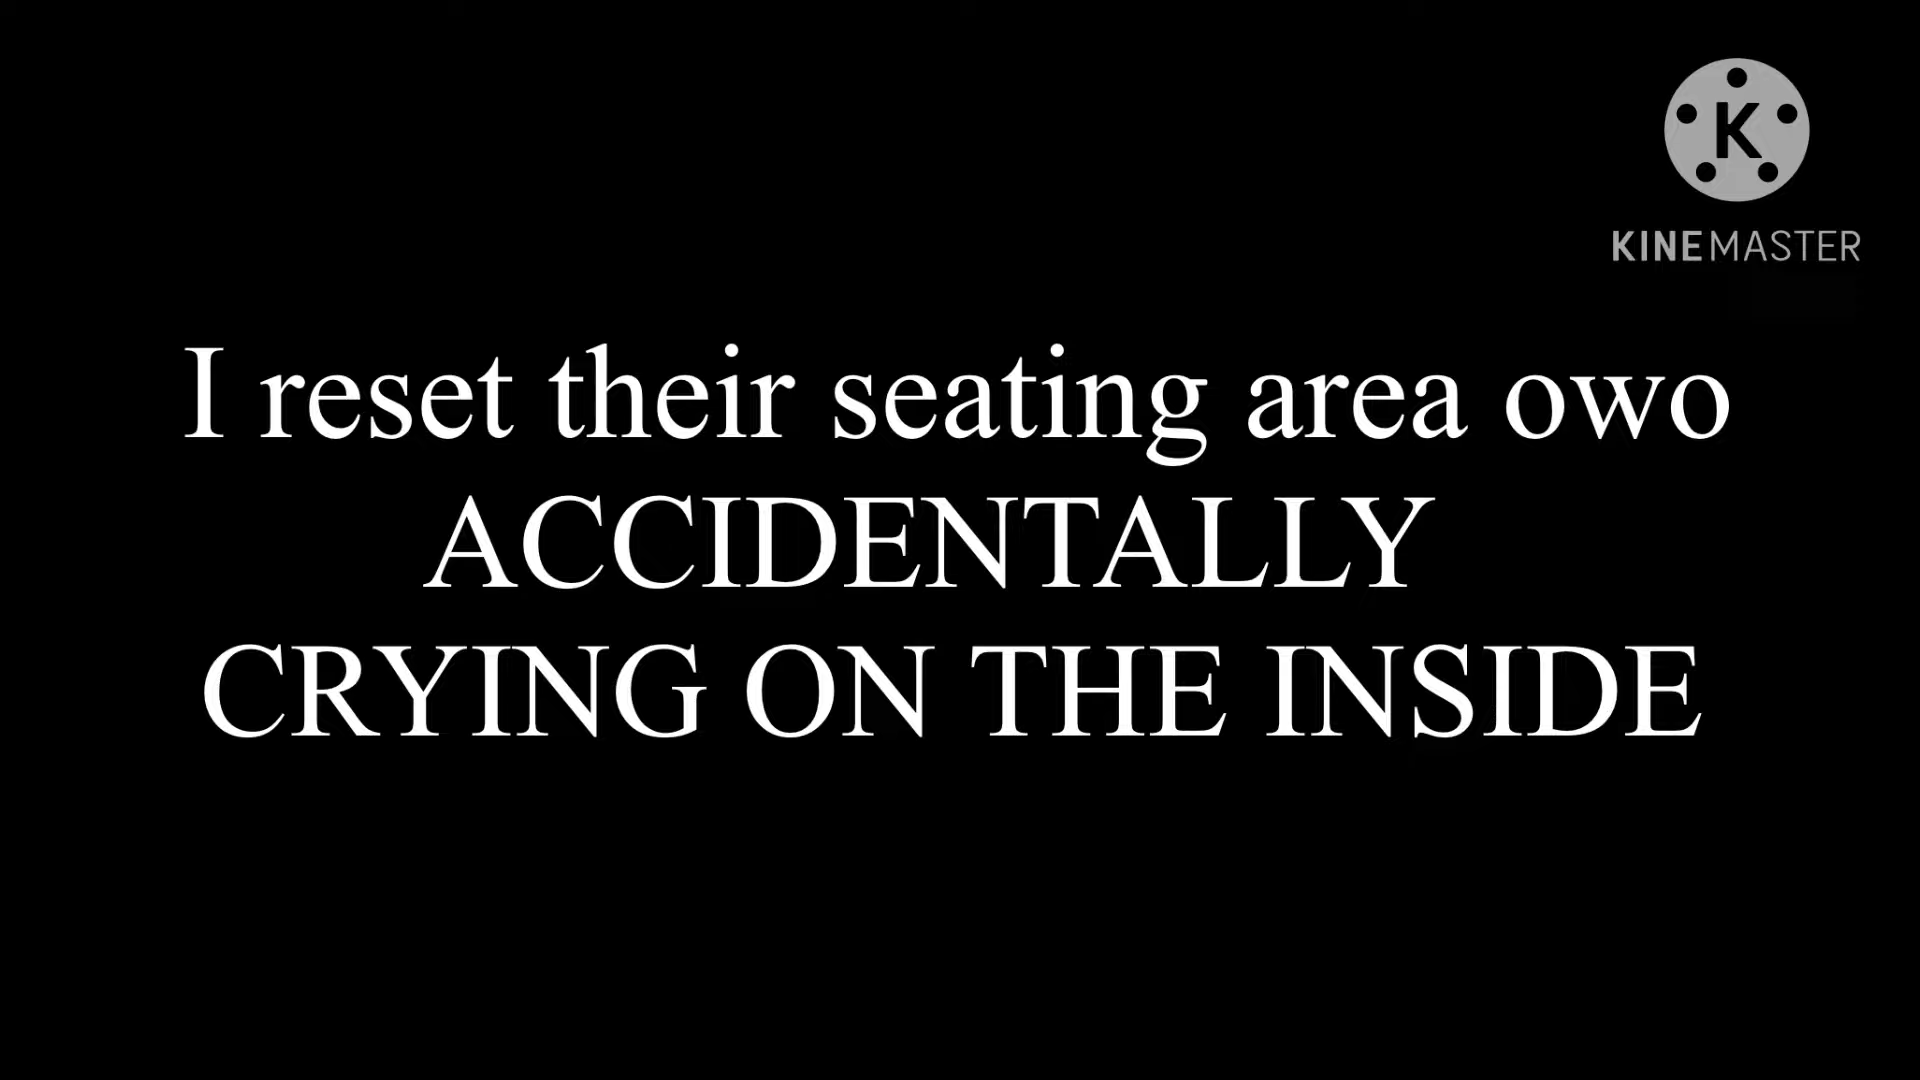 K
KINEMASTER
I reset their seating area owo
ACCIDENTALLY
CRYING ON THE INSIDE